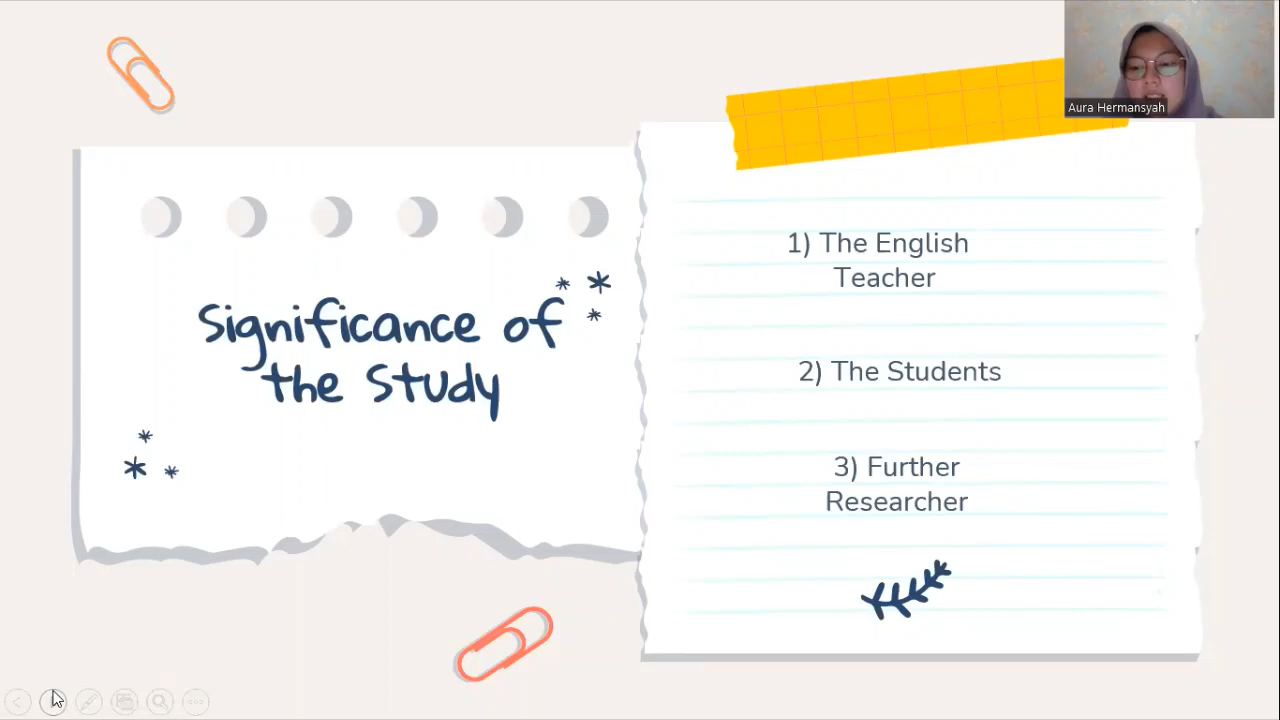 Aura Hermansyah
Significance of
the Study
1) The English
Teacher
2) The Students
3) Further
Researcher